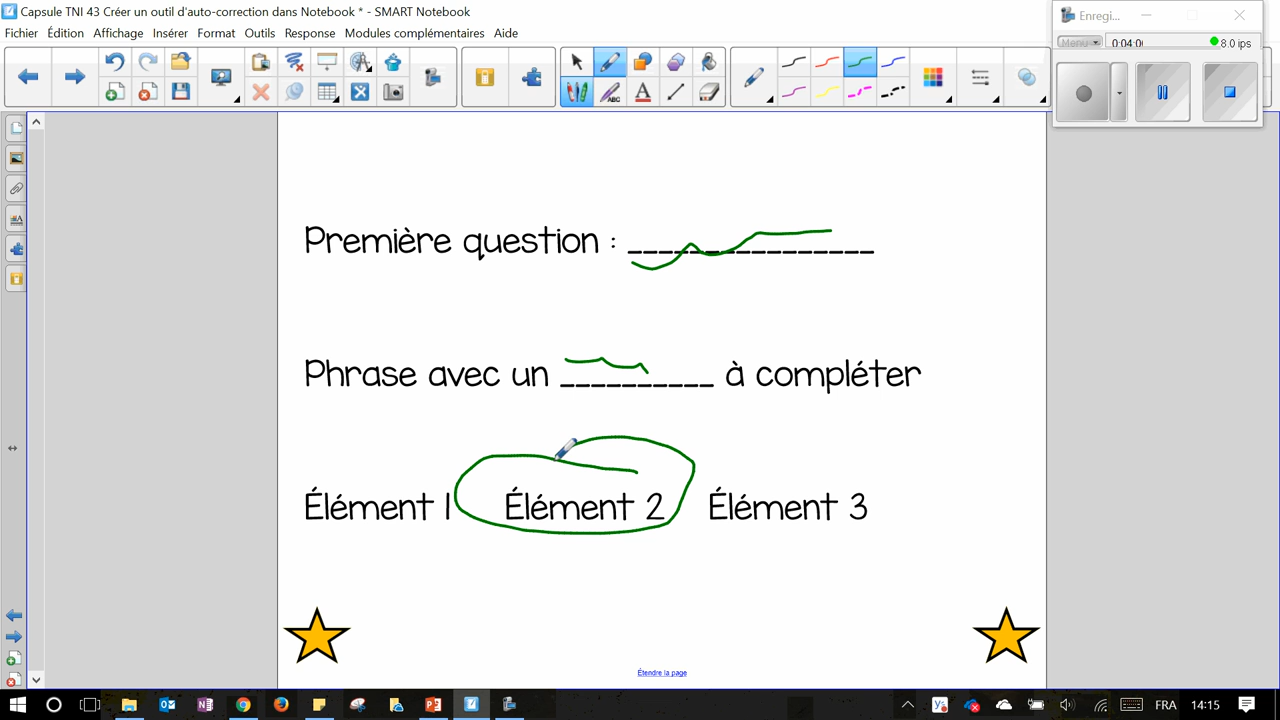 Capsule TNI 43 Créer un outil d'auto-correction dans Notebook * - SMART Notebook
Fichier Édition Affichage Insérer Format Outils Réponse Modules complémentaires Aide
Enregi...
Menu 0:04:0 8.0 ips
Première question : ________________
Phrase avec un __________ à compléter
Élément 1 Élément 2 Élément 3
Étendre la page
FRA 14:15